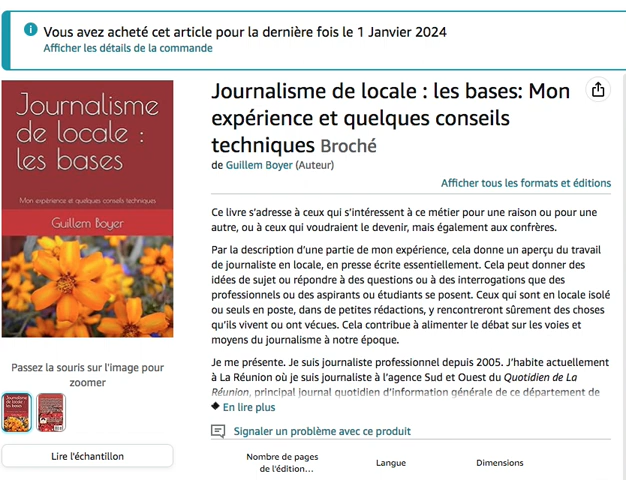 Vous avez acheté cet article pour la dernière fois le 1 Janvier 2024
Afficher les détails de la commande
Journalisme
de locale :
les bases
Mon expérience et quelques conseils techniques
Guillem Boyer
Passez la souris sur l'image pour
zoomer
Lire l'échantillon
Journalisme de locale : les bases: Mon
expérience et quelques conseils
techniques Broché
de Guillem Boyer (Auteur)
Afficher tous les formats et éditions
Ce livre s'adresse à ceux qui s'intéressent à ce métier pour une raison ou pour une
autre, ou à ceux qui voudraient le devenir, mais également aux confrères.
Par la description d'une partie de mon expérience, cela donne un aperçu du travail
de journaliste en locale, en presse écrite essentiellement. Cela peut donner des
idées de sujet ou répondre à des questions ou à des interrogations que des
professionnels ou des aspirants ou étudiants se posent. Ceux qui sont en locale isolé
ou seuls en poste, dans de petites rédactions, y rencontreront sûrement des choses
qu'ils vivent ou ont vécues. Cela contribue à alimenter le débat sur les voies et
moyens du journalisme à notre époque.
Je me présente. Je suis journaliste professionnel depuis 2005. J'habite actuellement
à La Réunion où je suis journaliste à l'agence Sud et Ouest du Quotidien de La
Réunion, principal journal quotidien d'information générale de ce département de
En lire plus
Signaler un problème avec ce produit
Nombre de pages
de l'édition...
Langue
Dimensions